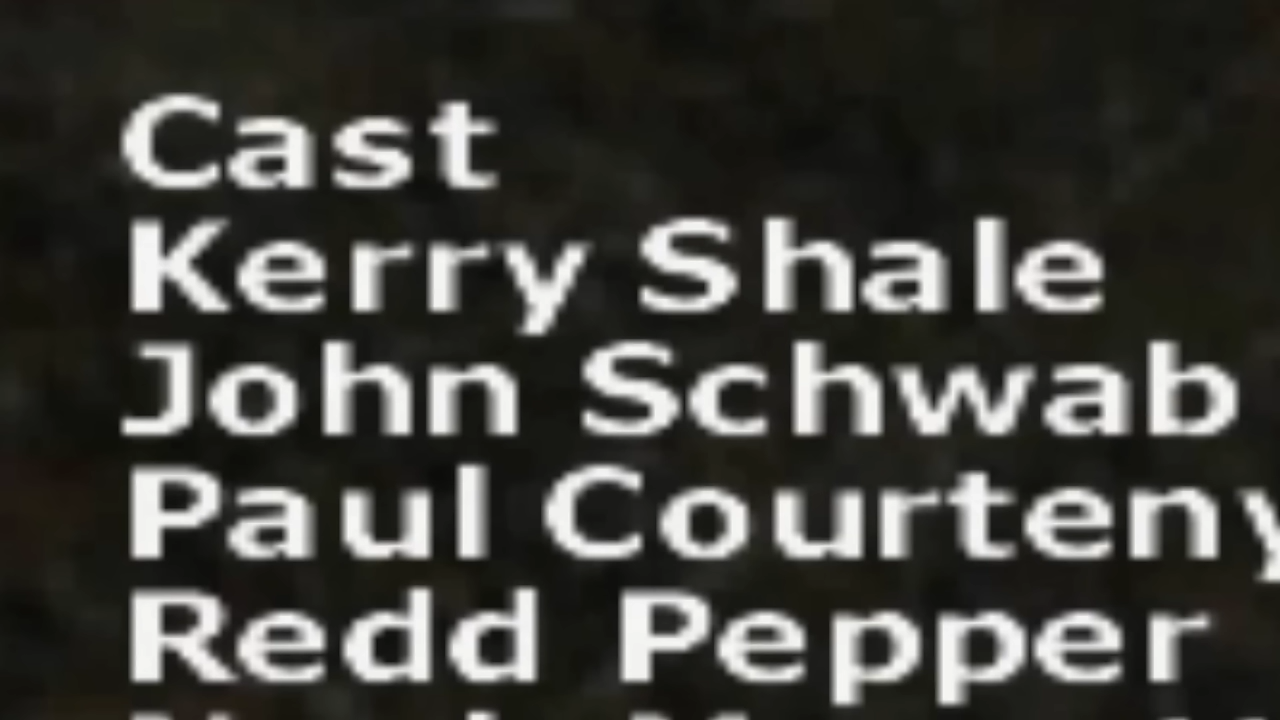 Cast
Kerry Shale
John Schwab
Paul Courteny
Redd Pepper